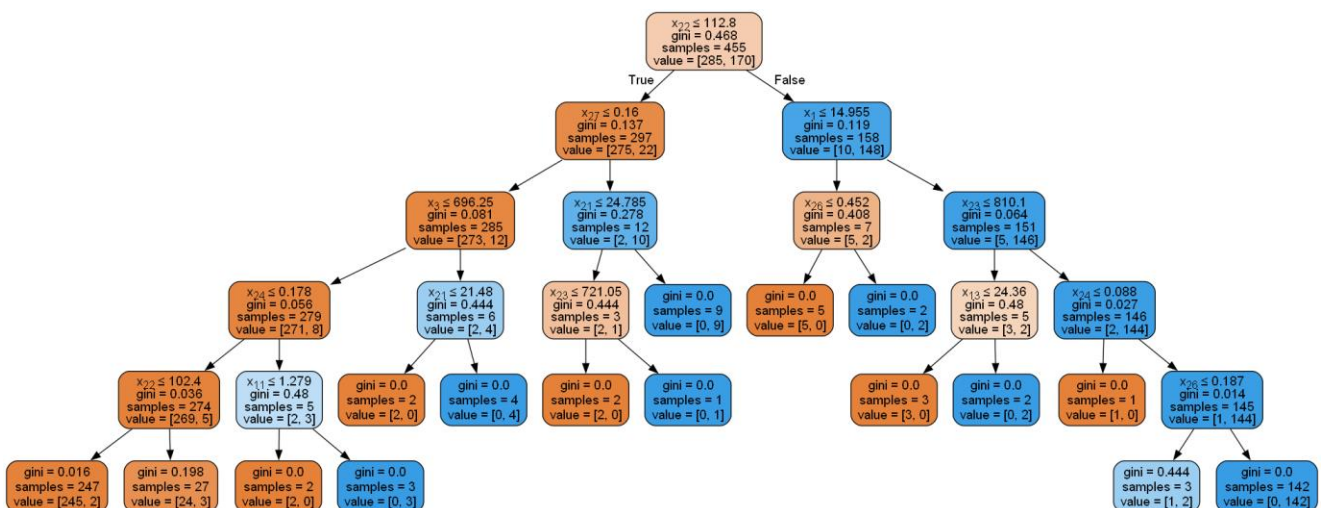 x22 ≤ 112.8
gini = 0.468
samples = 455
value = [285, 170]
True
False
x27 ≤ 0.16
gini = 0.137
samples = 297
value = [275, 22]
x1 ≤ 14.955
gini = 0.119
samples = 158
value = [10, 148]
x3 ≤ 696.25
gini = 0.081
samples = 285
value = [273, 12]
x21 ≤ 24.785
gini = 0.278
samples = 12
value = [2, 10]
x26 ≤ 0.452
gini = 0.408
samples = 7
value = [5, 2]
x23 ≤ 810.1
gini = 0.064
samples = 151
value = [5, 146]
x24 ≤ 0.178
gini = 0.056
samples = 279
value = [271, 8]
x21 ≤ 21.48
gini = 0.444
samples = 6
value = [2, 4]
x23 ≤ 721.05
gini = 0.444
samples = 3
value = [2, 1]
gini = 0.0
samples = 9
value = [0, 9]
gini = 0.0
samples = 5
value = [5, 0]
gini = 0.0
samples = 2
value = [0, 2]
x13 ≤ 24.36
gini = 0.48
samples = 5
value = [3, 2]
x24 ≤ 0.088
gini = 0.027
samples = 146
value = [2, 144]
x22 ≤ 102.4
gini = 0.036
samples = 274
value = [269, 5]
x11 ≤ 1.279
gini = 0.48
samples = 5
value = [2, 3]
gini = 0.0
samples = 2
value = [2, 0]
gini = 0.0
samples = 4
value = [0, 4]
gini = 0.0
samples = 2
value = [2, 0]
gini = 0.0
samples = 1
value = [0, 1]
gini = 0.0
samples = 3
value = [3, 0]
gini = 0.0
samples = 2
value = [0, 2]
gini = 0.0
samples = 1
value = [1, 0]
x26 ≤ 0.187
gini = 0.014
samples = 145
value = [1, 144]
gini = 0.016
samples = 247
value = [245, 2]
gini = 0.198
samples = 27
value = [24, 3]
gini = 0.0
samples = 2
value = [2, 0]
gini = 0.0
samples = 3
value = [0, 3]
gini = 0.444
samples = 3
value = [1, 2]
gini = 0.0
samples = 142
value = [0, 142]